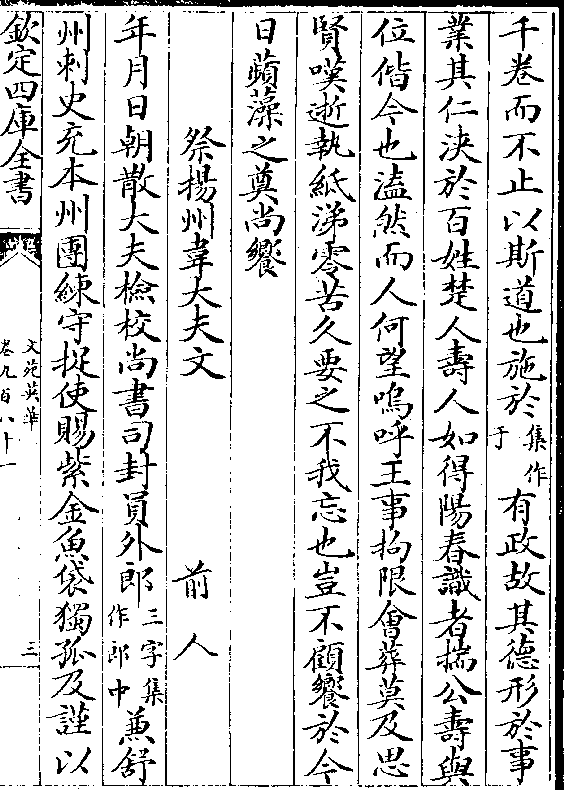 千卷而不止以斯道也施於集作于有政故其德形於事
業其仁浹於百姓楚人壽人如得陽春識者揣公壽與
位偕今也溘然而人何望嗚呼王事拘限會葬莫及思
賢嘆逝執紙涕零苦久要之不我忘也豈不顧饗於今
日蘋藻之奠尚饗
祭揚州韋大夫文 前人
年月日朝散大夫檢校尚書司封員外郎三字集作郎中兼舒
州刺史充本州團練守捉使賜紫金魚袋獨孤及謹以
欽定四庫全書
文苑英華
卷九百八十一
三